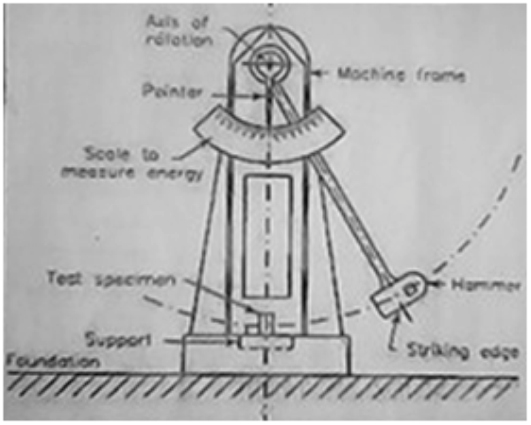 Axis of
rotation
Machine frame
Pointer
Scale to
measure energy
Test specimen
Hammer
Support
Striking edge
Foundation